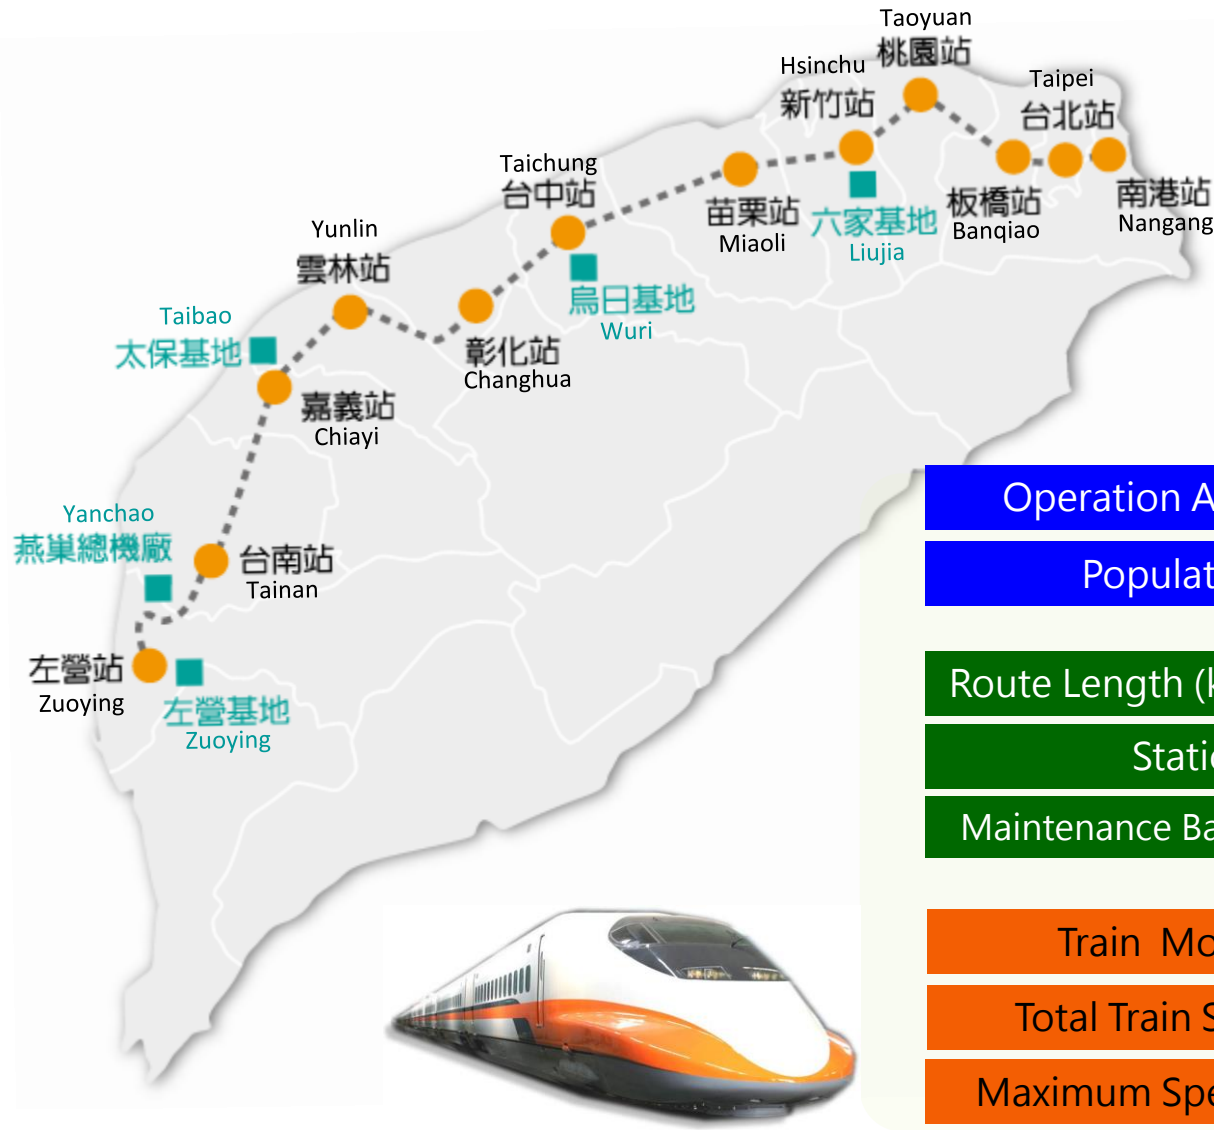 Taoyuan
桃園站
Hsinchu
新竹站
Taipei
台北站
Taichung
台中站
苗栗站
Miaoli
六家基地
Liujia
板橋站
Banqiao
南港站
Nangang
Yunlin
雲林站
烏日基地
Wuri
Taibao
太保基地
彰化站
Changhua
嘉義站
Chiayi
Yanchao
燕巢總機廠
台南站
Tainan
左營站
Zuoying
左營基地
Zuoying
Operation A
Populat
Route Length (k
Stati
Maintenance Ba
Train Mo
Total Train S
Maximum Spe